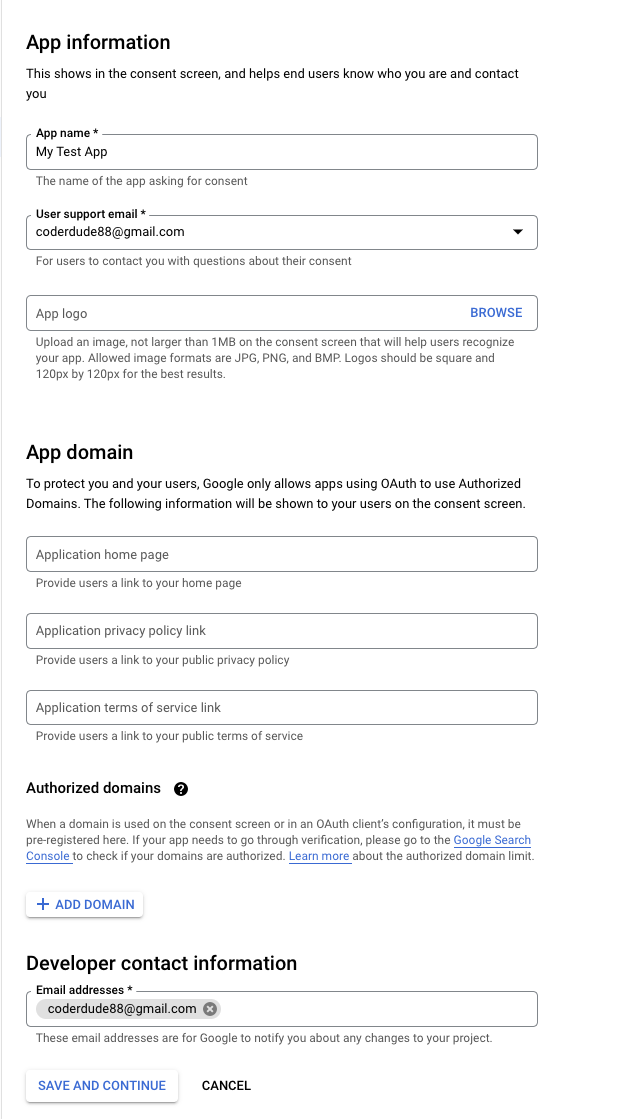 App information
This shows in the consent screen, and helps end users know who you are and contact
you
App name *
My Test App
The name of the app asking for consent
User support email *
coderdude88@gmail.com
For users to contact you with questions about their consent
App logo
BROWSE
Upload an image, not larger than 1MB on the consent screen that will help users recognize
your app. Allowed image formats are JPG, PNG, and BMP. Logos should be square and
120px by 120px for the best results.
App domain
To protect you and your users, Google only allows apps using OAuth to use Authorized
Domains. The following information will be shown to your users on the consent screen.
Application home page
Provide users a link to your home page
Application privacy policy link
Provide users a link to your public privacy policy
Application terms of service link
Provide users a link to your public terms of service
Authorized domains ?
When a domain is used on the consent screen or in an OAuth client’s configuration, it must be
pre-registered here. If your app needs to go through verification, please go to the Google Search
Console to check if your domains are authorized. Learn more about the authorized domain limit.
+ ADD DOMAIN
Developer contact information
Email addresses *
coderdude88@gmail.com
These email addresses are for Google to notify you about any changes to your project.
SAVE AND CONTINUE CANCEL